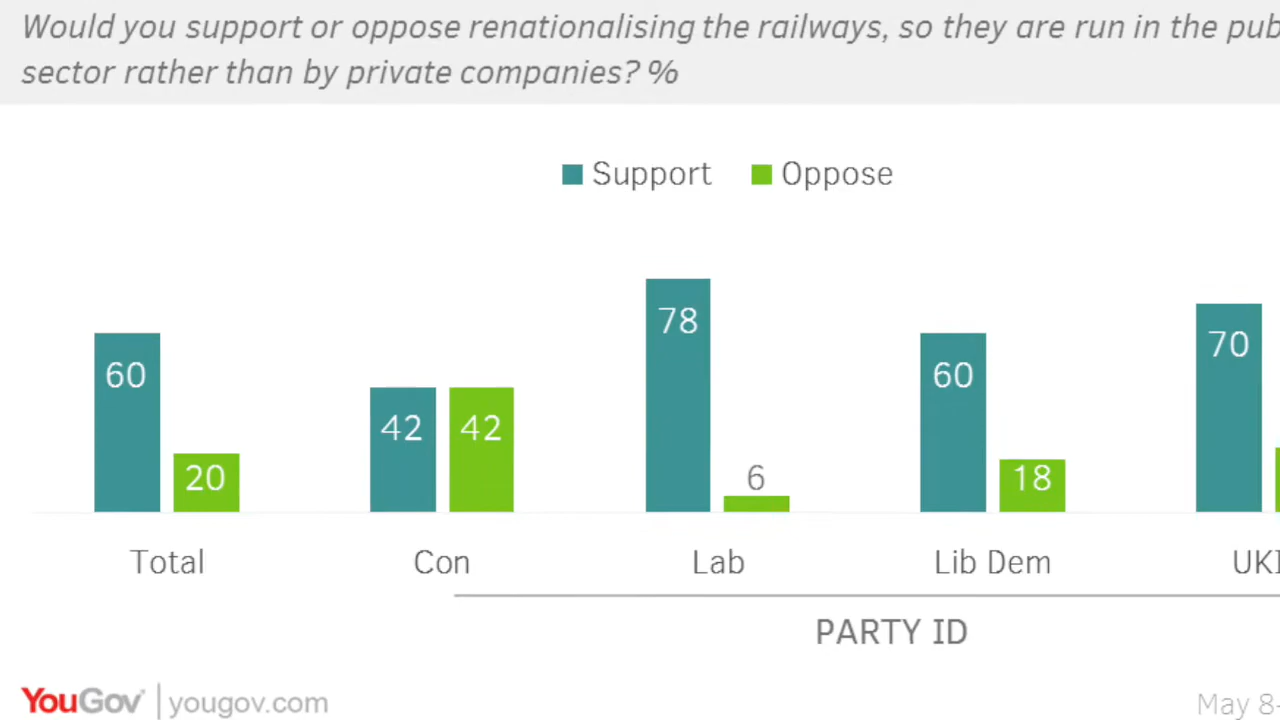 Would you support or oppose renationalising the railways, so they are run in the pub
sector rather than by private companies? %
Support Oppose
60 20 42 42 78 6 60 18 70
Total Con Lab Lib Dem UKI
PARTY ID
YouGov yougov.com
May 8-